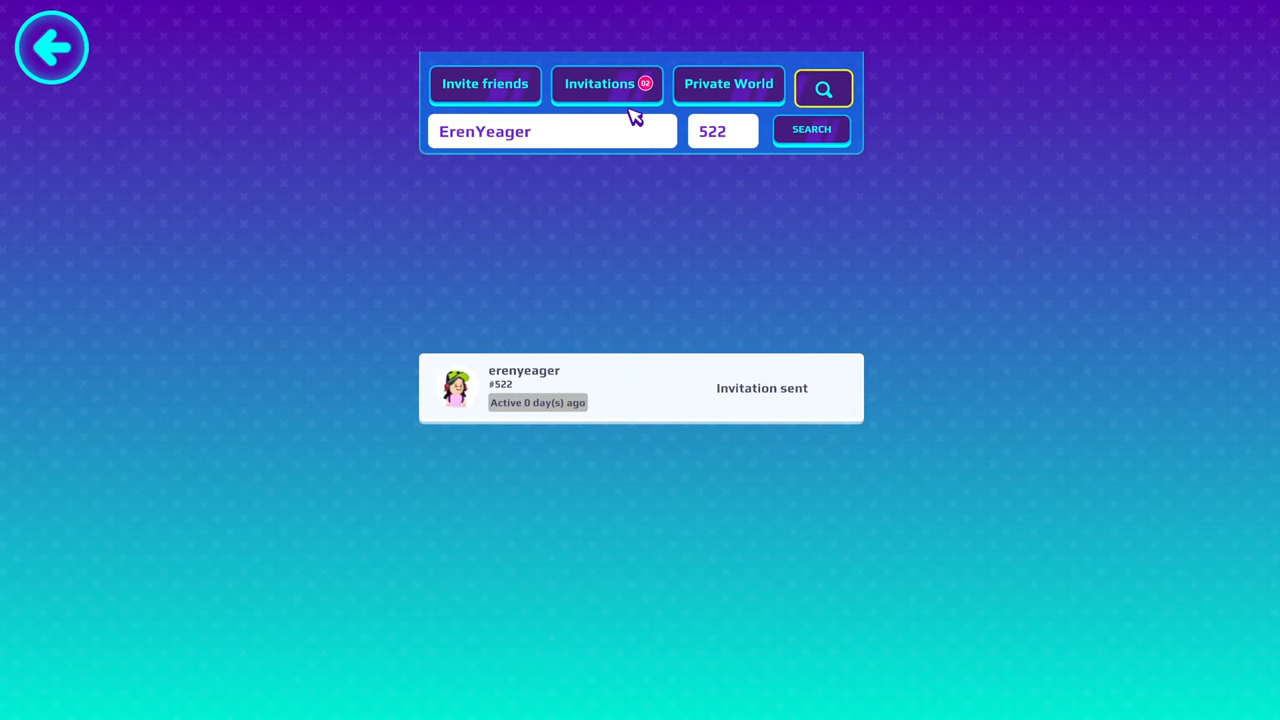 Invite friends
Invitations 02
Private World
ErenYeager
522
SEARCH
erenyeager
#522
Active 0 day(s) ago
Invitation sent